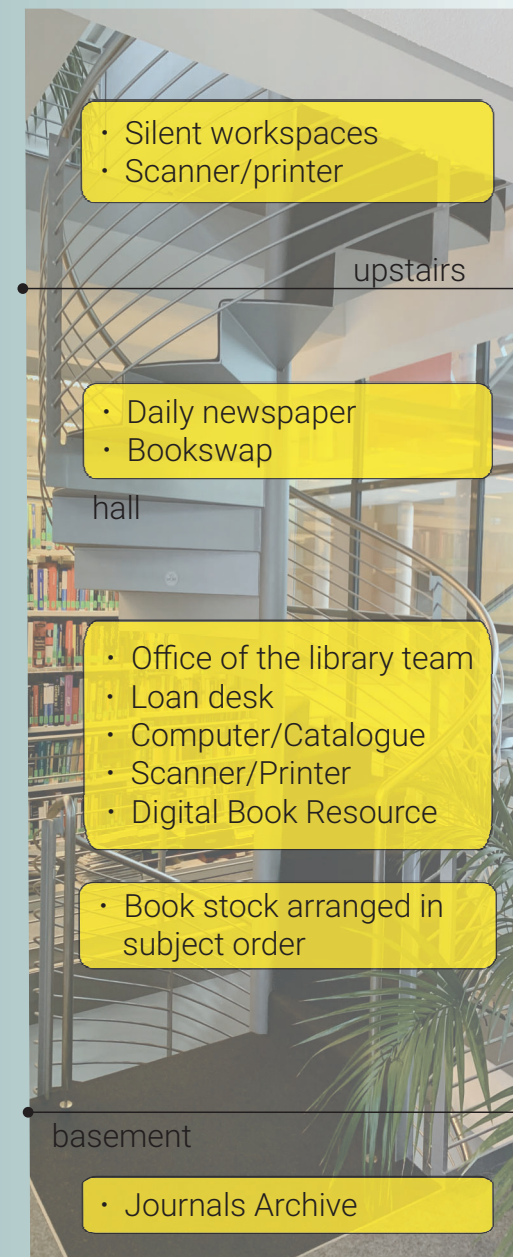 · Silent workspaces
· Scanner/printer
upstairs
· Daily newspaper
· Bookswap
hall
· Office of the library team
· Loan desk
· Computer/Catalogue
· Scanner/Printer
· Digital Book Resource
· Book stock arranged in
subject order
basement
· Journals Archive